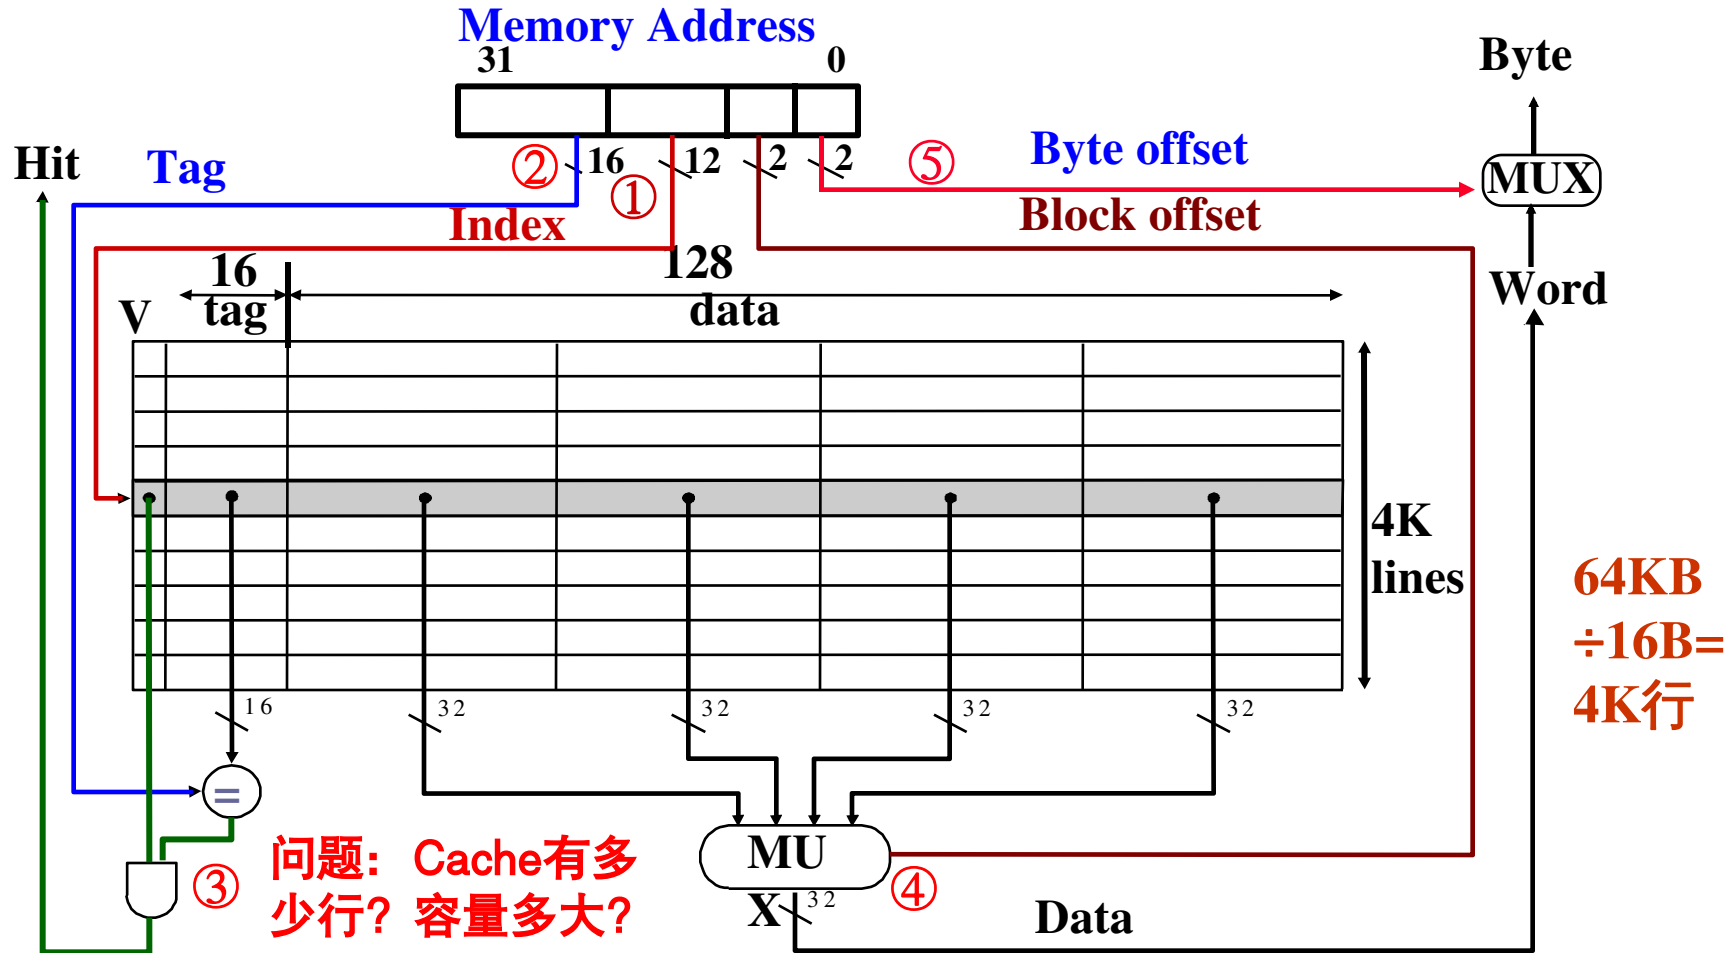 Memory Address
31 0
Byte
Hit
Tag
② 16 12 2 2
⑤ Byte offset
MUX
①
Index
Block offset
16
128
V
tag
data
Word
4K
lines
64KB
÷16B=
4K行
16 32 32 32 32
=
问题：Cache有多
少行？容量多大？
③
MU
X
④
32
Data